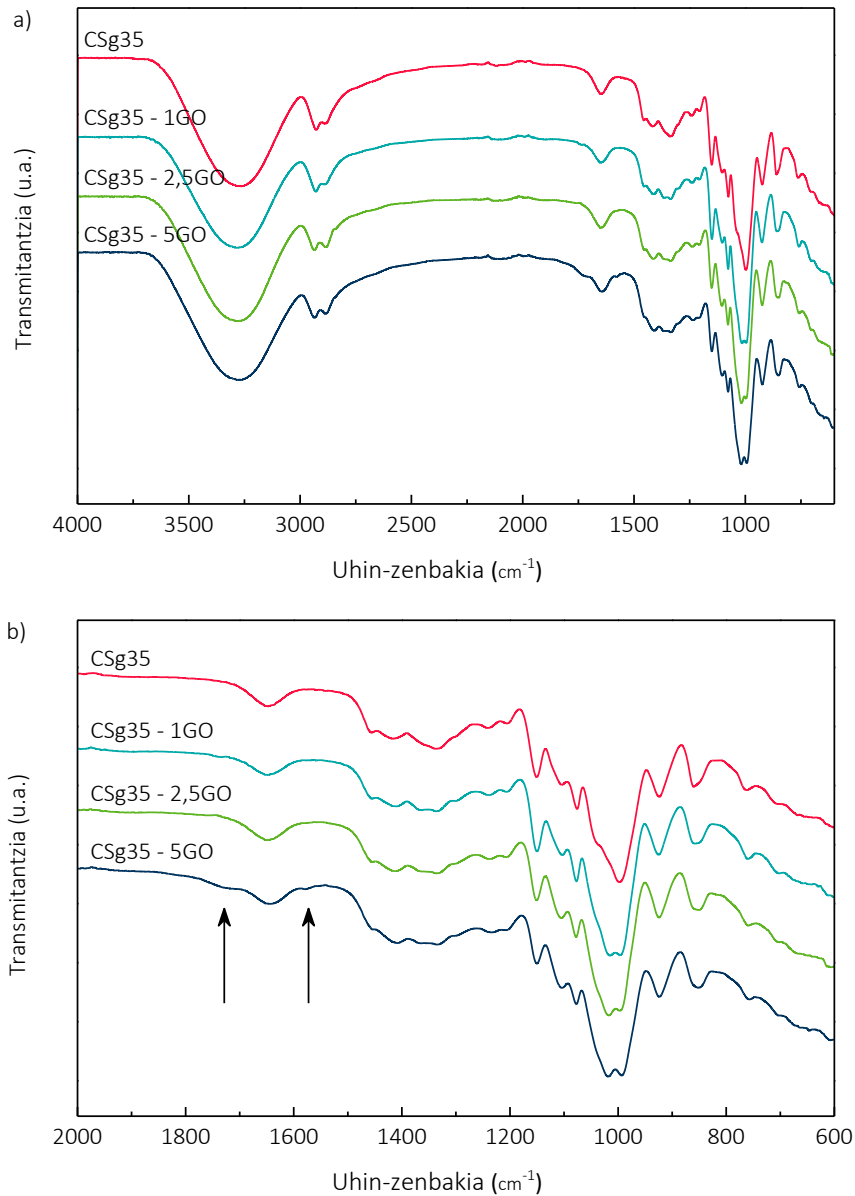 a)
CSg35
CSg35 - 1GO
CSg35 - 2,5GO
CSg35 - 5GO
Transmitantzia (u.a.)
4000 3500 3000 2500 2000 1500 1000
Uhin-zenbakia (cm-1)
b)
CSg35
CSg35 - 1GO
CSg35 - 2,5GO
CSg35 - 5GO
Transmitantzia (u.a.)
2000 1800 1600 1400 1200 1000 800 600
Uhin-zenbakia (cm-1)